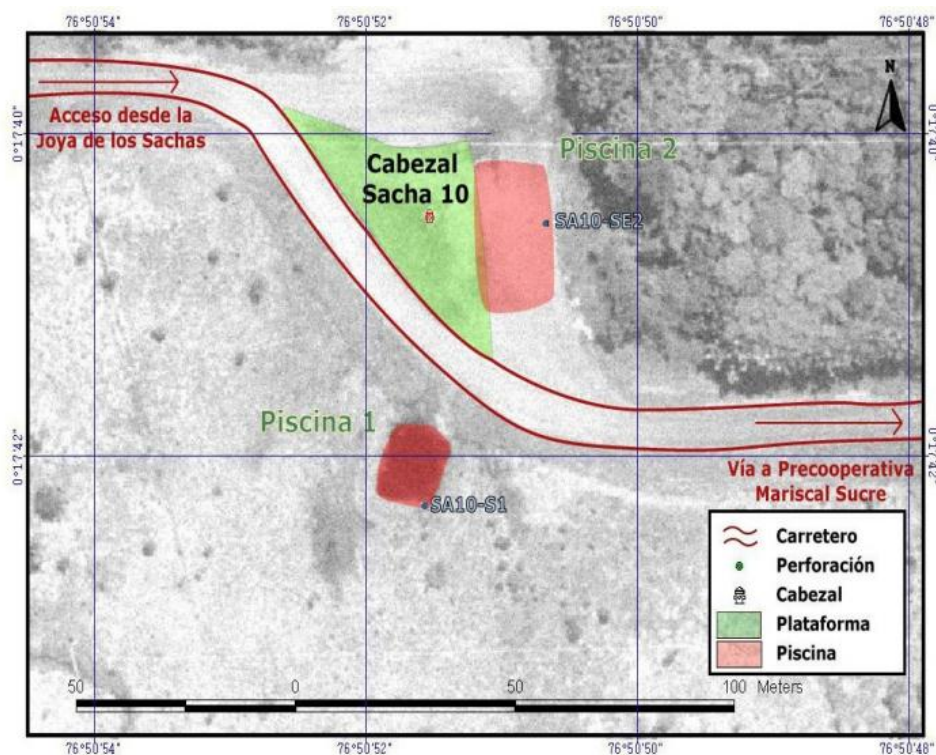 76°50'54" 76°50'52" 76°50'50" 76°50'48"
N
Acceso desde la
Joya de los Sachas
0°17'40" 0°17'40"
Piscina 2
Cabezal
Sacha 10
SA10-SE2
Piscina 1
0°17'42" 0°17'42"
Vía a Precooperativa
Mariscal Sucre
SA10-S1
Carretero
Perforación
Cabezal
Plataforma
Piscina
50 0 50 100 Meters
76°50'54" 76°50'52" 76°50'50" 76°50'48"